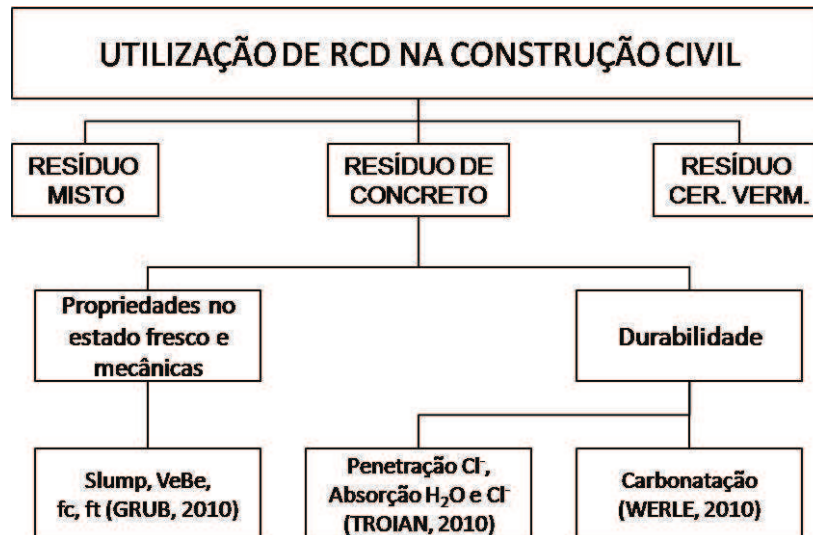 UTILIZAÇÃO DE RCD NA CONSTRUÇÃO CIVIL
RESÍDUO
MISTO
RESÍDUO DE
CONCRETO
RESÍDUO
CER. VERM.
Propriedades no
estado fresco e
mecânicas
Durabilidade
Slump, VeBe,
fc, ft (GRUB, 2010)
Penetração Cl⁻,
Absorção H₂O e Cl⁻
(TROIAN, 2010)
Carbonatação
(WERLE, 2010)